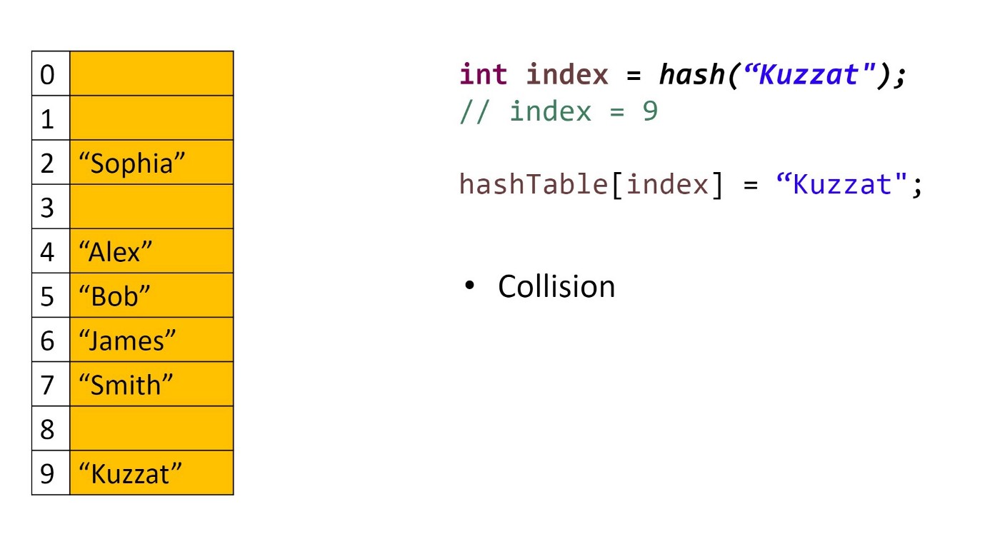 0
1
2 “Sophia”
3
4 “Alex”
5 “Bob”
6 “James”
7 “Smith”
8
9 “Kuzzat”
int index = hash(“Kuzzat");
// index = 9
hashTable[index] = “Kuzzat";
• Collision